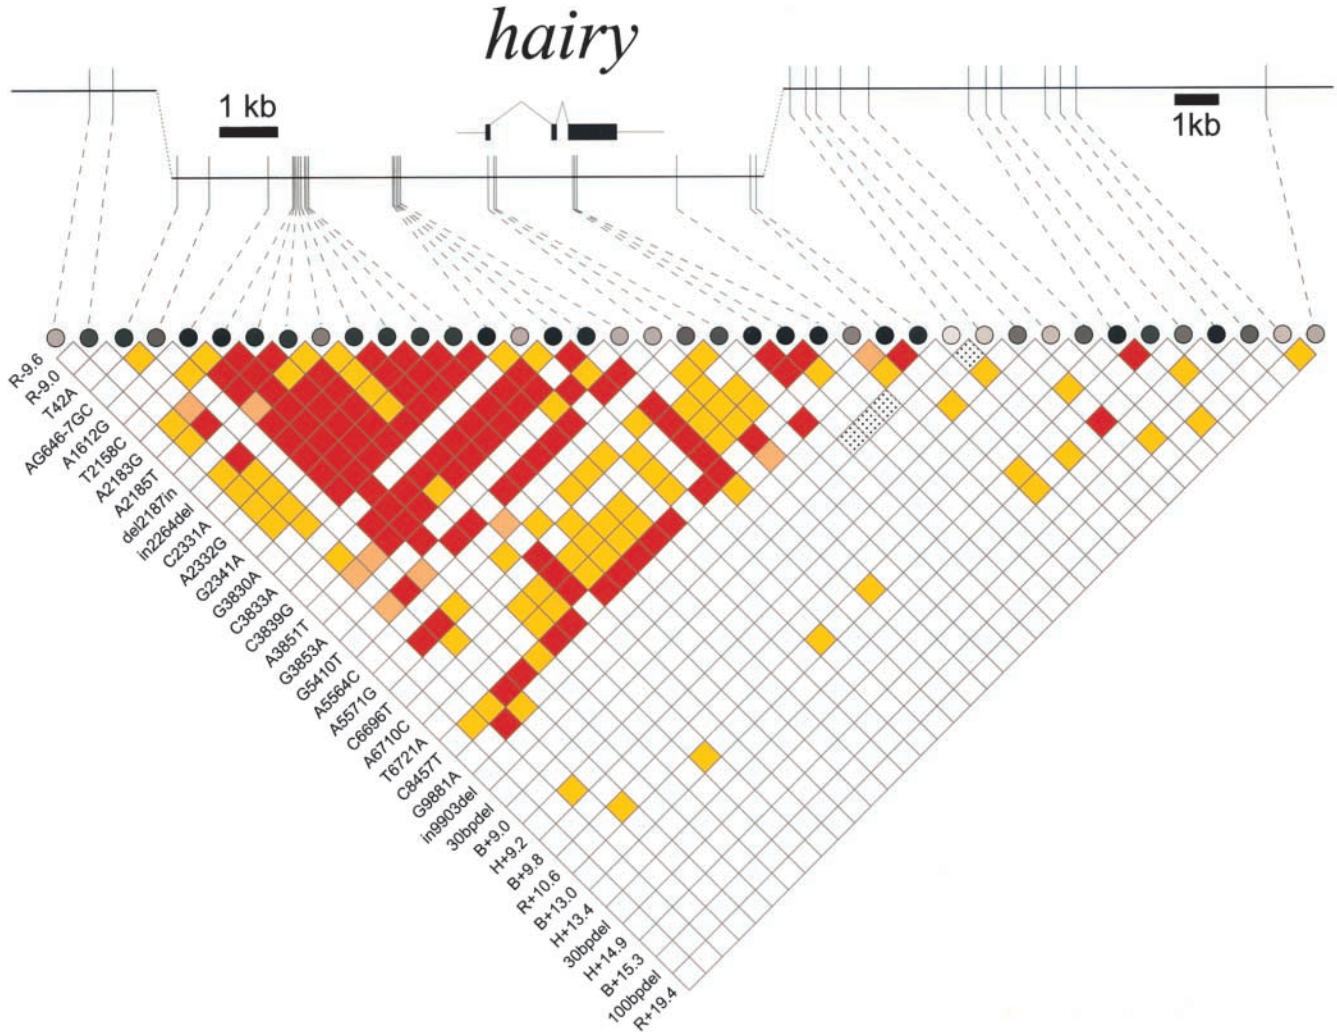 hairy
1 kb
1kb
R-9.6
R-9.0
T42A
AG646-7GC
A1612G
T2158C
A2183G
A2185T
del2187in
in2264del
C2331A
A2332G
G2341A
G3830A
C3833A
C3839G
A3851T
G3853A
G5410T
A5564C
A5571G
C6696T
A6710C
T6721A
C8457T
G9881A
in9903del
30bpdel
B+9.0
H+9.2
B+9.8
R+10.6
B+13.0
H+13.4
30bpdel
H+14.9
B+15.3
100bpdel
R+19.4